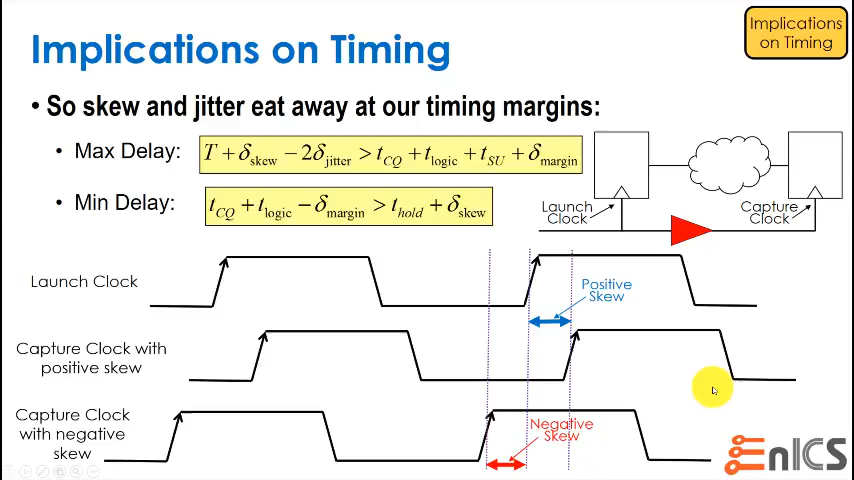 Implications
on Timing
Implications on Timing
• So skew and jitter eat away at our timing margins:
• Max Delay: T + δskew − 2δjitter > tCQ + tlogic + tSU + δmargin
• Min Delay: tCQ + tlogic − δmargin > thold + δskew
Launch
Clock
Capture
Clock
Launch Clock
Positive
Skew
Capture Clock with
positive skew
Capture Clock
with negative
skew
Negative
Skew
EnICS